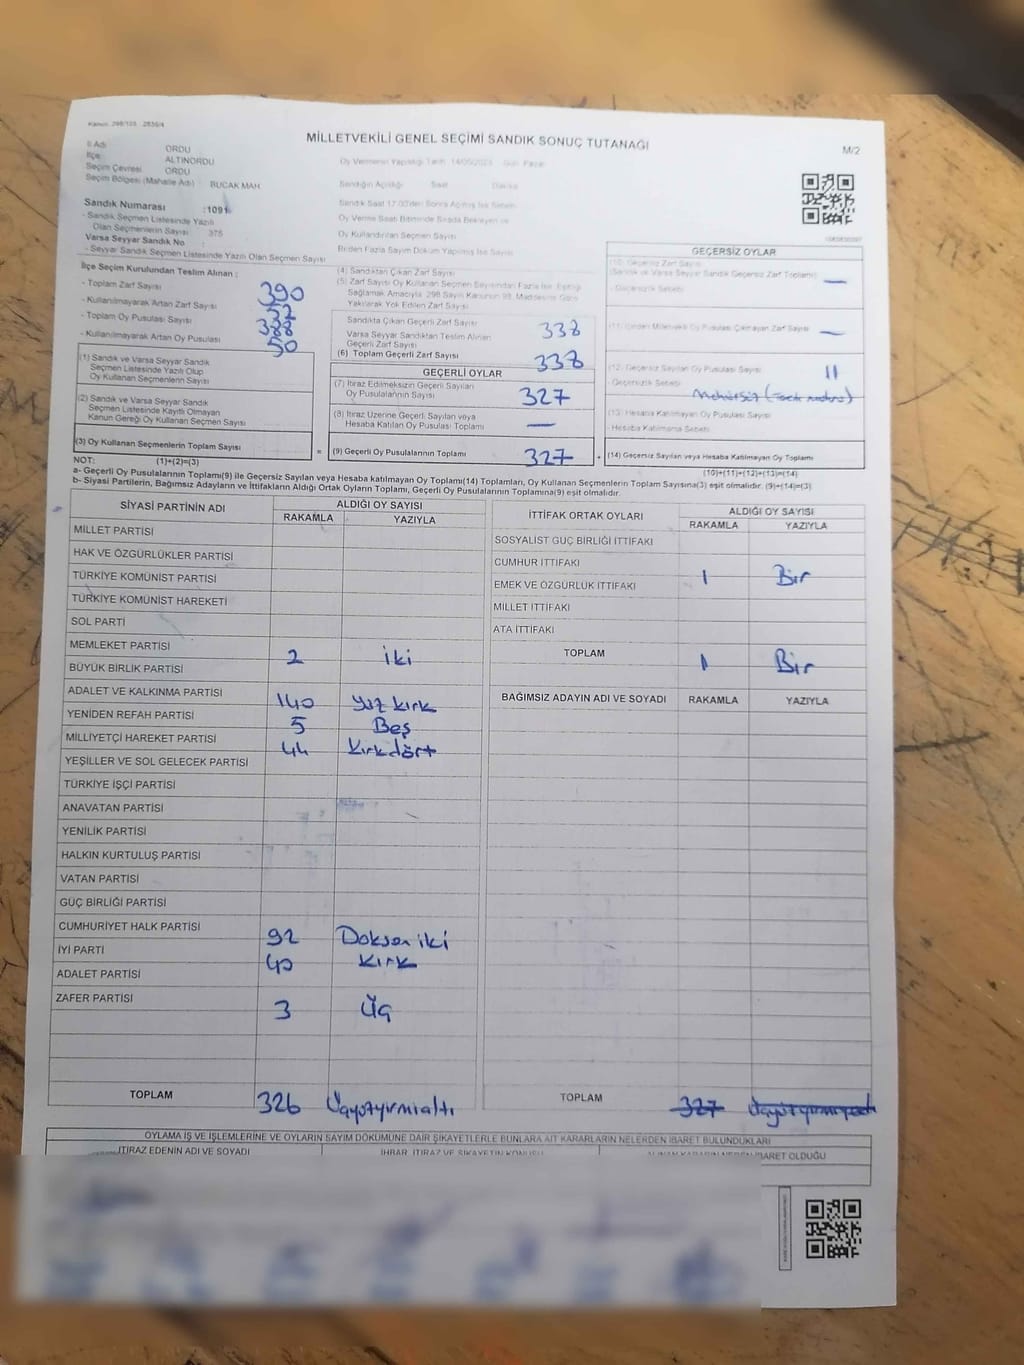 Kanun: 298/105 - 2839/4
MİLLETVEKİLİ GENEL SEÇİMİ SANDIK SONUÇ TUTANAĞI
M/2
İl Adı ORDU
İlçe ALTINORDU
Seçim Çevresi ORDU
Seçim Bölgesi (Mahalle Adı) BUCAK MAH.
Oy Vermenin Yapıldığı Tarih 14/05/2023 Gün Pazar
Sandığın Açıldığı Saat Dakika
Sandık Saat 17:00'den Sonra Açılmış İse Sebebi
Oy Verme Saati Bitiminde Sırada Bekleyen ve
Oy Kullandırılan Seçmen Sayısı
Birden Fazla Sayım Döküm Yapılmış İse Sayısı
Sandık Numarası :1091
- Sandık Seçmen Listesinde Yazılı
Olan Seçmenlerin Sayısı 375
Varsa Seyyar Sandık No :
- Seyyar Sandık Seçmen Listesinde Yazılı Olan Seçmen Sayısı
İlçe Seçim Kurulundan Teslim Alınan :
- Toplam Zarf Sayısı 390
- Kullanılmayarak Artan Zarf Sayısı 52
- Toplam Oy Pusulası Sayısı 388
- Kullanılmayarak Artan Oy Pusulası 50
(1) Sandık ve Varsa Seyyar Sandık
Seçmen Listesinde Yazılı Olup
Oy Kullanan Seçmenlerin Sayısı
(2) Sandık ve Varsa Seyyar Sandık
Seçmen Listesinde Kayıtlı Olmayan
Kanun Gereği Oy Kullanan Seçmen Sayısı
(3) Oy Kullanan Seçmenlerin Toplam Sayısı
(1)+(2)=(3)
(4) Sandıktan Çıkan Zarf Sayısı
(5) Zarf Sayısı Oy Kullanan Seçmen Sayısından Fazla İse, Eşitliği
Sağlamak Amacıyla 298 Sayılı Kanunun 98. Maddesine Göre
Yakılarak Yok Edilen Zarf Sayısı
Sandıkta Çıkan Geçerli Zarf Sayısı 338
Varsa Seyyar Sandıktan Teslim Alınan
Geçerli Zarf Sayısı
(6) Toplam Geçerli Zarf Sayısı 338
GEÇERLİ OYLAR
(7) İtiraz Edilmeksizin Geçerli Sayılan
Oy Pusulalarının Sayısı 327
(8) İtiraz Üzerine Geçerli Sayılan veya
Hesaba Katılan Oy Pusulası Toplamı —
= (9) Geçerli Oy Pusulalarının Toplamı 327 +
GEÇERSİZ OYLAR
(10) Geçersiz Zarf Sayısı
(Sandık ve Varsa Seyyar Sandık Geçersiz Zarf Toplamı) —
- Geçersizlik Sebebi
(11) İçinden Milletvekili Oy Pusulası Çıkmayan Zarf Sayısı —
(12) Geçersiz Sayılan Oy Pusulası Sayısı 11
- Geçersizlik Sebebi
(13) Hesaba Katılmayan Oy Pusulası Sayısı
- Hesaba Katılmama Sebebi
(14) Geçersiz Sayılan veya Hesaba Katılmayan Oy Toplamı
(10)+(11)+(12)+(13)=(14)
NOT:
a- Geçerli Oy Pusulalarının Toplamı(9) ile Geçersiz Sayılan veya Hesaba katılmayan Oy Toplamı(14) Toplamları, Oy Kullanan Seçmenlerin Toplam Sayısına(3) eşit olmalıdır. (9)+(14)=(3)
b- Siyasi Partilerin, Bağımsız Adayların ve İttifakların Aldığı Ortak Oyların Toplamı, Geçerli Oy Pusulalarının Toplamına(9) eşit olmalıdır.
SİYASİ PARTİNİN ADI ALDIĞI OY SAYISI
RAKAMLA YAZIYLA
MİLLET PARTİSİ
HAK VE ÖZGÜRLÜKLER PARTİSİ
TÜRKİYE KOMÜNİST PARTİSİ
TÜRKİYE KOMÜNİST HAREKETİ
SOL PARTİ
MEMLEKET PARTİSİ 2 iki
BÜYÜK BİRLİK PARTİSİ
ADALET VE KALKINMA PARTİSİ 140 yüz kırk
YENİDEN REFAH PARTİSİ 5 Beş
MİLLİYETÇİ HAREKET PARTİSİ 44 Kırkdört
YEŞİLLER VE SOL GELECEK PARTİSİ
TÜRKİYE İŞÇİ PARTİSİ
ANAVATAN PARTİSİ
YENİLİK PARTİSİ
HALKIN KURTULUŞ PARTİSİ
VATAN PARTİSİ
GÜÇ BİRLİĞİ PARTİSİ
CUMHURİYET HALK PARTİSİ 92 Doksan iki
İYİ PARTİ 40 Kırk
ADALET PARTİSİ
ZAFER PARTİSİ 3 Üç
TOPLAM 326 Üçyüzyirmialtı
İTTİFAK ORTAK OYLARI ALDIĞI OY SAYISI
RAKAMLA YAZIYLA
SOSYALİST GÜÇ BİRLİĞİ İTTİFAKI
CUMHUR İTTİFAKI 1 Bir
EMEK VE ÖZGÜRLÜK İTTİFAKI
MİLLET İTTİFAKI
ATA İTTİFAKI
TOPLAM 1 Bir
BAĞIMSIZ ADAYIN ADI VE SOYADI RAKAMLA YAZIYLA
TOPLAM 327
OYLAMA İŞ VE İŞLEMLERİNE VE OYLARIN SAYIM DÖKÜMÜNE DAİR ŞİKAYETLERLE BUNLARA AİT KARARLARIN NELERDEN İBARET BULUNDUKLARI
İTİRAZ EDENİN ADI VE SOYADI İHBAR, İTİRAZ VE ŞİKAYETİN KONUSU ALINAN KARARIN NEDEN İBARET OLDUĞU